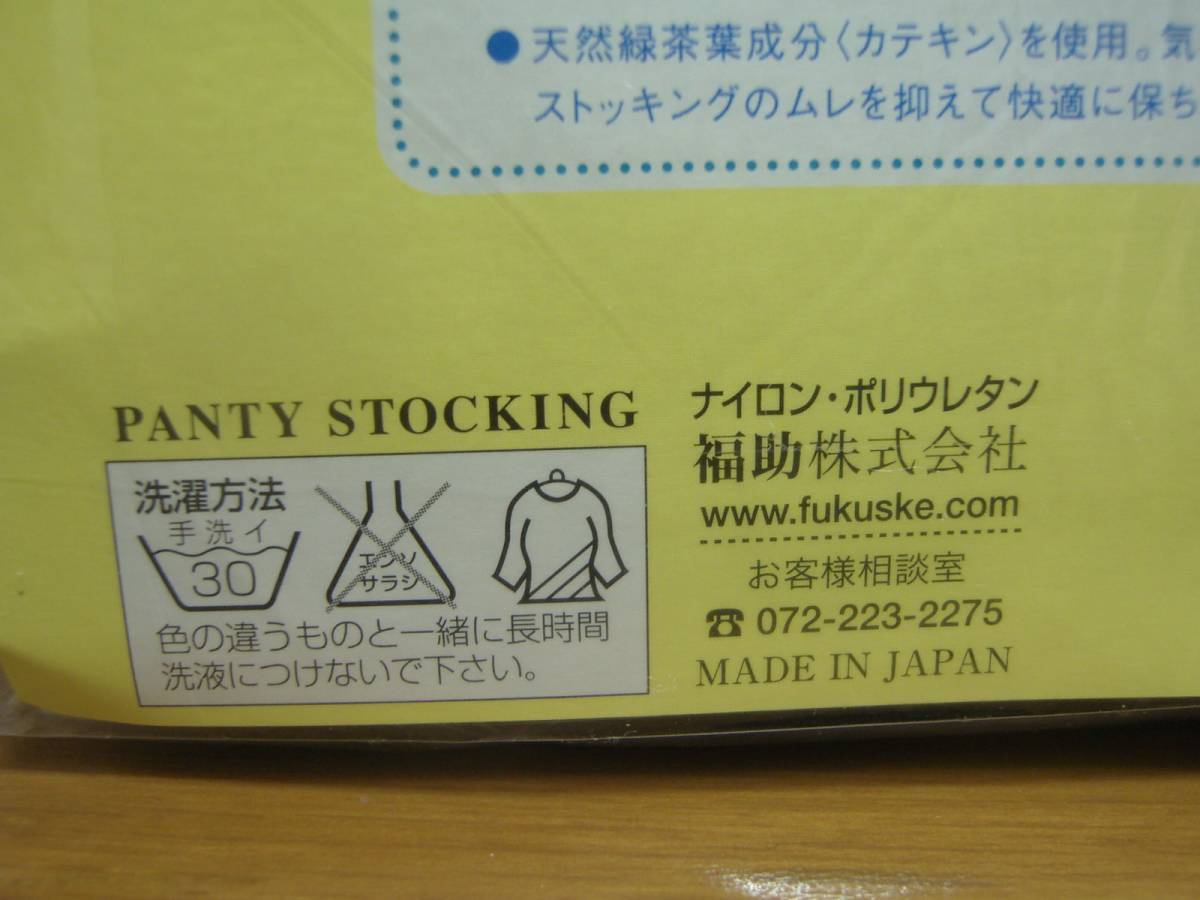 ●天然緑茶葉成分〈カテキン〉を使用。気
ストッキングのムレを抑えて快適に保ち
PANTY STOCKING
洗濯方法
手洗イ
30
エンソ
サラシ
色の違うものと一緒に長時間
洗液につけないで下さい。
ナイロン・ポリウレタン
福助株式会社
www.fukuske.com
お客様相談室
☎ 072-223-2275
MADE IN JAPAN